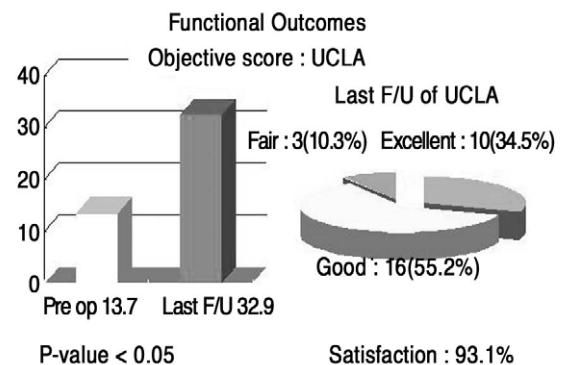 Functional Outcomes
Objective score : UCLA
40
30
20
10
0
Pre op 13.7
Last F/U 32.9
P-value < 0.05
Last F/U of UCLA
Fair : 3(10.3%)
Excellent : 10(34.5%)
Good : 16(55.2%)
Satisfaction : 93.1%